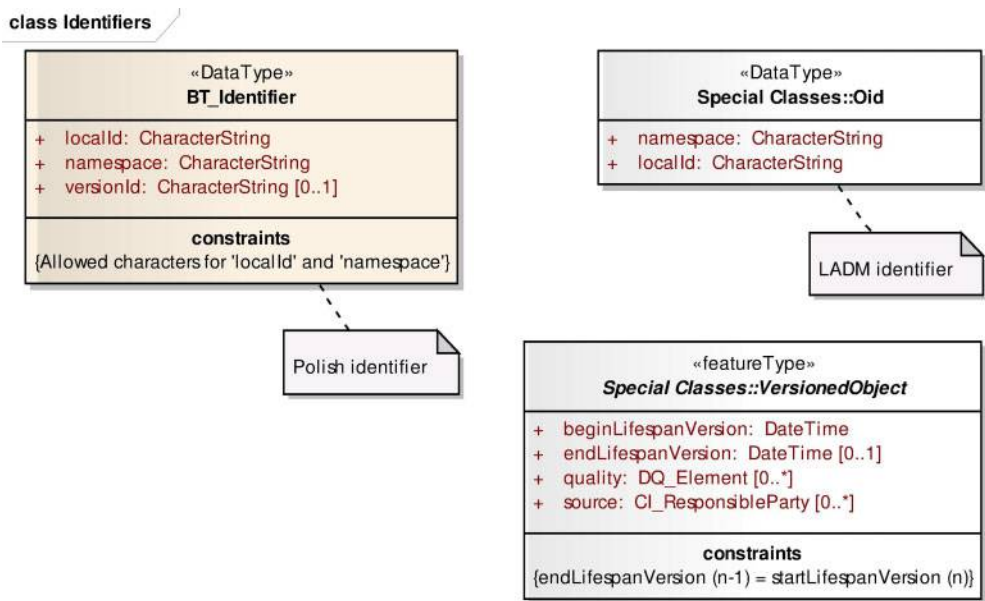 class Identifiers
«DataType»
BT_Identifier
+ localId: CharacterString
+ namespace: CharacterString
+ versionId: CharacterString [0..1]
constraints
{Allowed characters for 'localId' and 'namespace'}
Polish identifier
«DataType»
Special Classes::Oid
+ namespace: CharacterString
+ localId: CharacterString
LADM identifier
«featureType»
Special Classes::VersionedObject
+ beginLifespanVersion: DateTime
+ endLifespanVersion: DateTime [0..1]
+ quality: DQ_Element [0..*]
+ source: CI_ResponsibleParty [0..*]
constraints
{endLifespanVersion (n-1) = startLifespanVersion (n)}